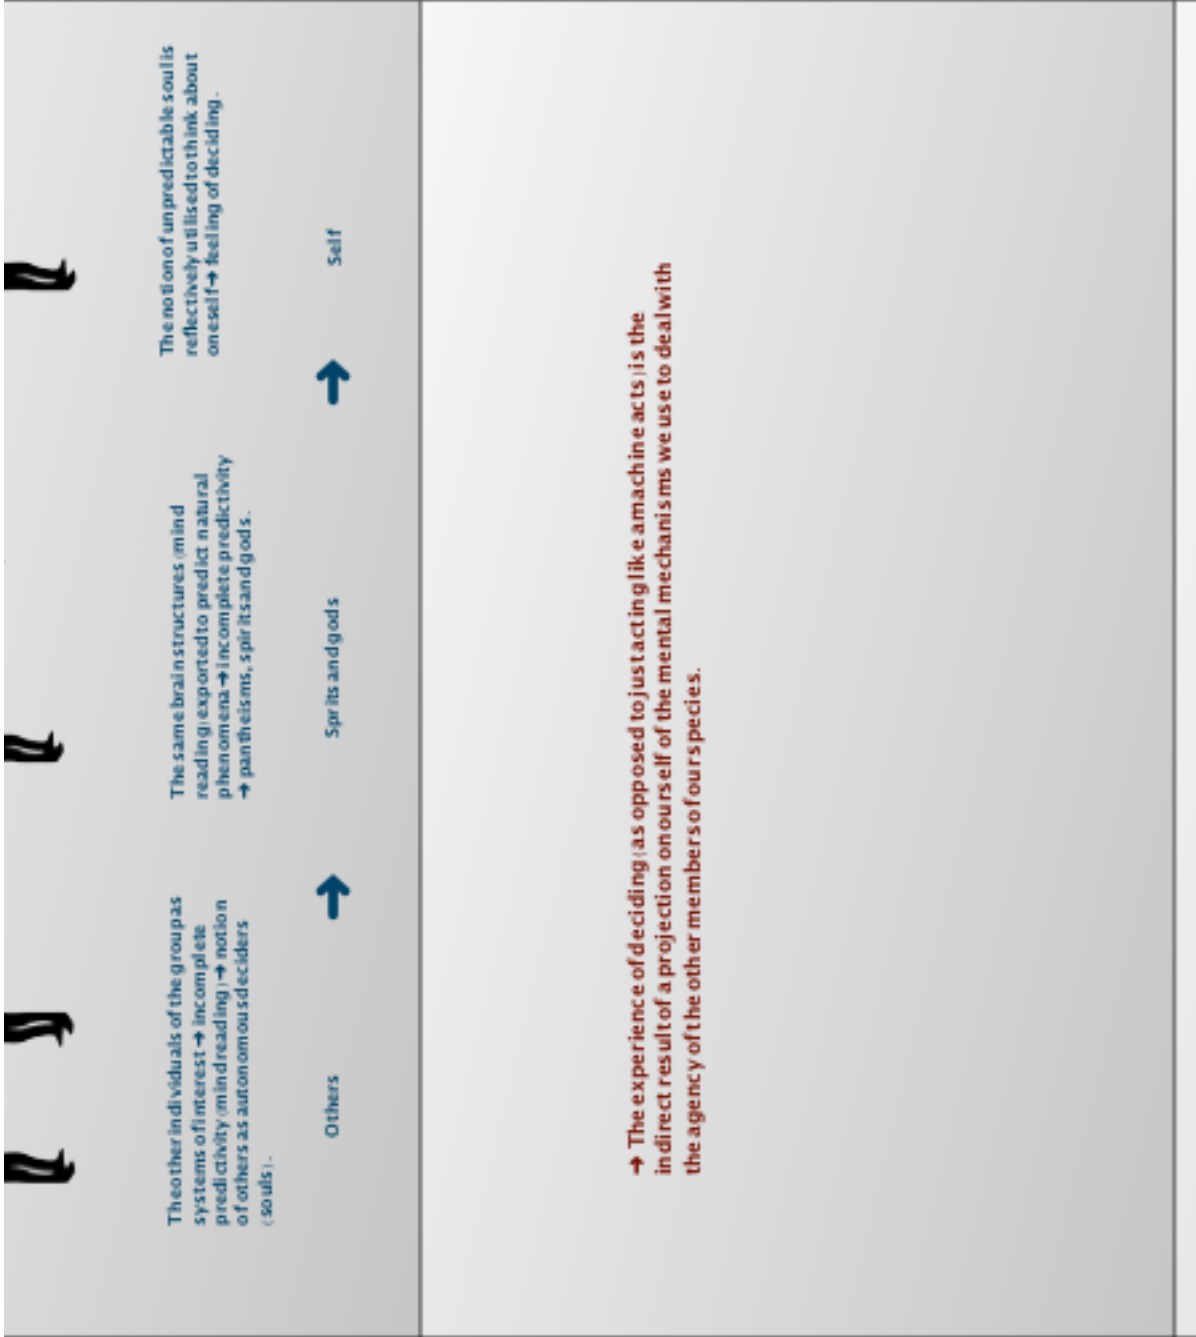 The other individuals of the group as
systems of interest → incomplete
predictivity (mind reading) → notion
of others as autonomous deciders
(souls).
The same brain structures (mind
reading) exported to predict natural
phenomena → incomplete predictivity
→ pantheisms, spirits and gods.
The notion of unpredictable soul is
reflectively utilised to think about
oneself → feeling of deciding.
Others
→
Sprits and gods
→
Self
→ The experience of deciding (as opposed to just acting like a machine acts) is the
indirect result of a projection on ourself of the mental mechanisms we use to deal with
the agency of the other members of our species.